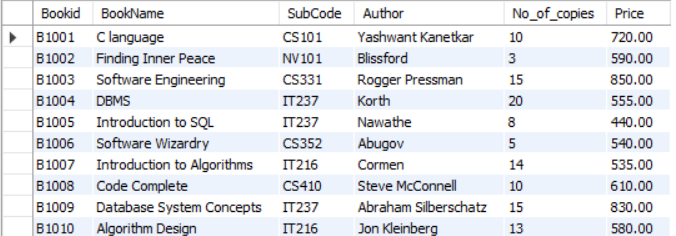 Bookid BookName SubCode Author No_of_copies Price
B1001 C language CS101 Yashwant Kanetkar 10 720.00
B1002 Finding Inner Peace NV101 Blissford 3 590.00
B1003 Software Engineering CS331 Rogger Pressman 15 850.00
B1004 DBMS IT237 Korth 20 555.00
B1005 Introduction to SQL IT237 Nawathe 8 440.00
B1006 Software Wizardry CS352 Abugov 5 540.00
B1007 Introduction to Algorithms IT216 Cormen 14 535.00
B1008 Code Complete CS410 Steve McConnell 10 610.00
B1009 Database System Concepts IT237 Abraham Silberschatz 15 830.00
B1010 Algorithm Design IT216 Jon Kleinberg 13 580.00